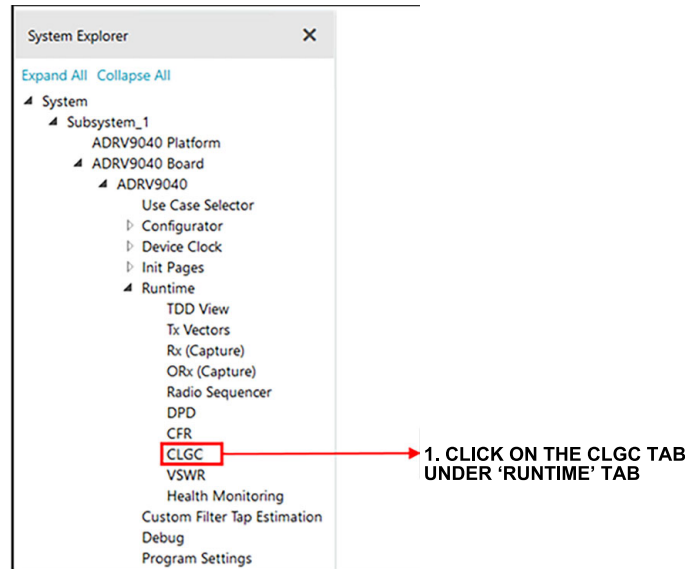 System Explorer
Expand All Collapse All
System
Subsystem_1
ADRV9040 Platform
ADRV9040 Board
ADRV9040
Use Case Selector
Configurator
Device Clock
Init Pages
Runtime
TDD View
Tx Vectors
Rx (Capture)
ORx (Capture)
Radio Sequencer
DPD
CFR
CLGC
1. CLICK ON THE CLGC TAB
UNDER ‘RUNTIME’ TAB
VSWR
Health Monitoring
Custom Filter Tap Estimation
Debug
Program Settings